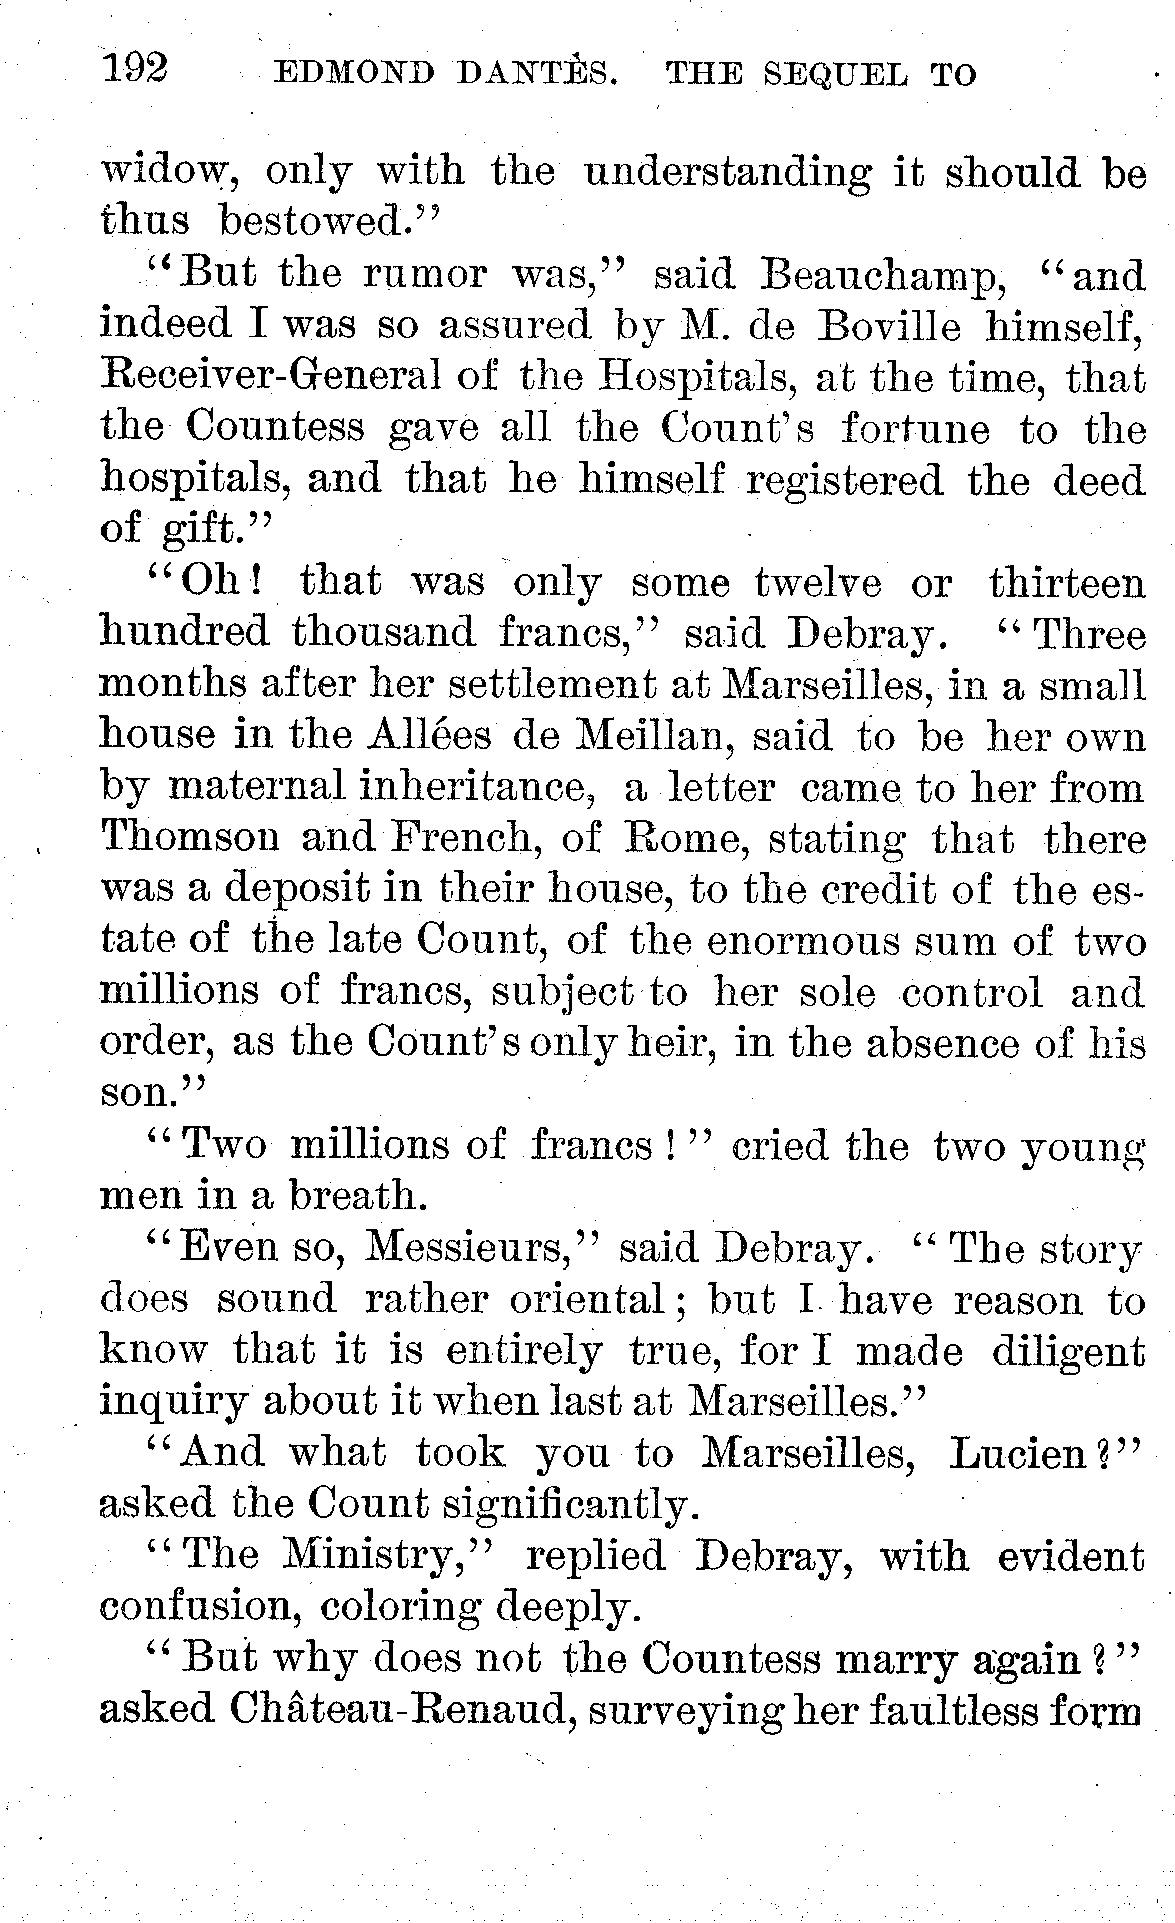 192 EDMOND DANTÈS. THE SEQUEL TO
widow, only with the understanding it should be
thus bestowed."
"But the rumor was," said Beauchamp, "and
indeed I was so assured by M. de Boville himself,
Receiver-General of the Hospitals, at the time, that
the Countess gave all the Count's fortune to the
hospitals, and that he himself registered the deed
of gift."
"Oh! that was only some twelve or thirteen
hundred thousand francs," said Debray. "Three
months after her settlement at Marseilles, in a small
house in the Allées de Meillan, said to be her own
by maternal inheritance, a letter came to her from
Thomson and French, of Rome, stating that there
was a deposit in their house, to the credit of the es-
tate of the late Count, of the enormous sum of two
millions of francs, subject to her sole control and
order, as the Count's only heir, in the absence of his
son."
"Two millions of francs!" cried the two young
men in a breath.
"Even so, Messieurs," said Debray. "The story
does sound rather oriental; but I have reason to
know that it is entirely true, for I made diligent
inquiry about it when last at Marseilles."
"And what took you to Marseilles, Lucien?"
asked the Count significantly.
"The Ministry," replied Debray, with evident
confusion, coloring deeply.
"But why does not the Countess marry again?"
asked Château-Renaud, surveying her faultless form